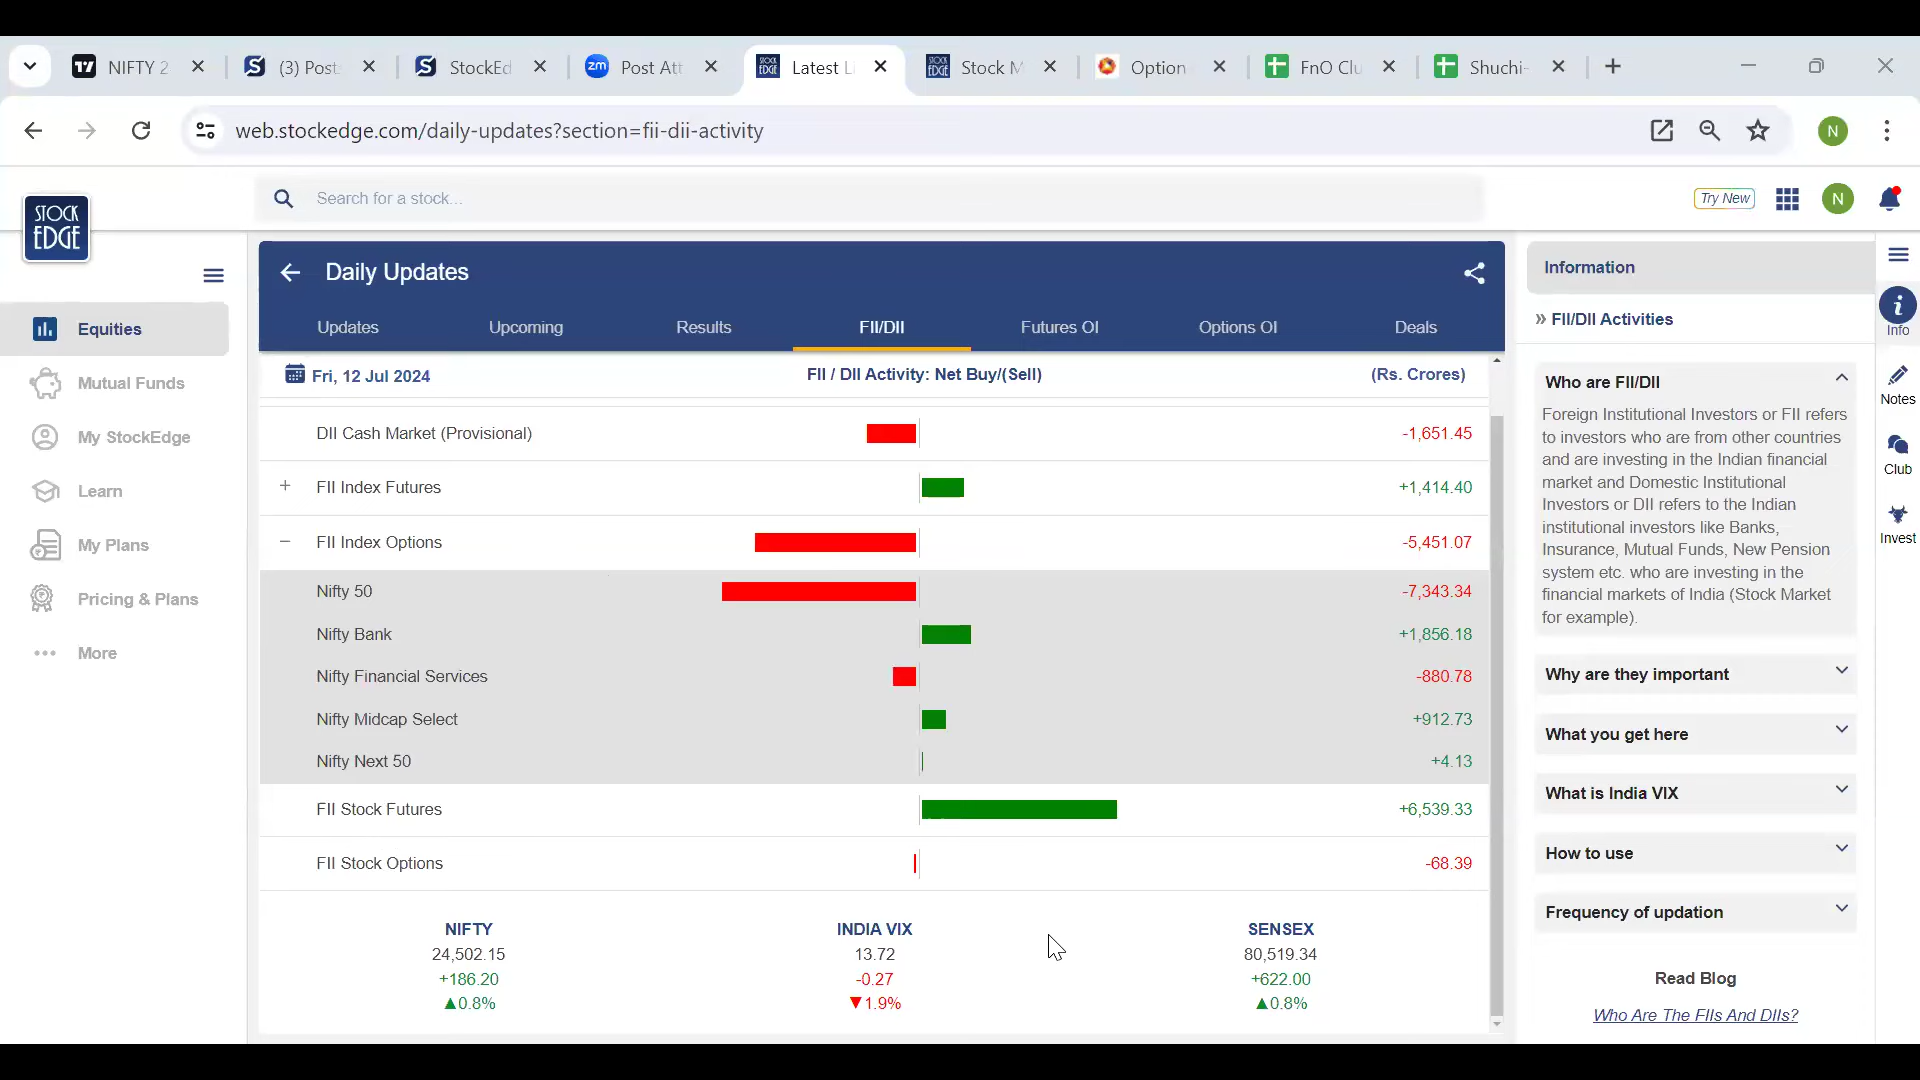 NIFTY 2
(3) Post
StockEd
Post Att
Latest L
Stock M
Option
FnO Clu
Shuchi-
web.stockedge.com/daily-updates?section=fii-dii-activity
N
STOCK
EDGE
Search for a stock...
Try New
N
Equities
Mutual Funds
My StockEdge
Learn
My Plans
Pricing & Plans
More
Daily Updates
Updates
Upcoming
Results
FII/DII
Futures OI
Options OI
Deals
Fri, 12 Jul 2024
FII / DII Activity: Net Buy/(Sell)
(Rs. Crores)
DII Cash Market (Provisional) -1,651.45
+ FII Index Futures +1,414.40
− FII Index Options -5,451.07
Nifty 50 -7,343.34
Nifty Bank +1,856.18
Nifty Financial Services -880.78
Nifty Midcap Select +912.73
Nifty Next 50 +4.13
FII Stock Futures +6,539.33
FII Stock Options -68.39
NIFTY
24,502.15
+186.20
▲0.8%
INDIA VIX
13.72
-0.27
▼1.9%
SENSEX
80,519.34
+622.00
▲0.8%
Information
» FII/DII Activities
Who are FII/DII
Foreign Institutional Investors or FII refers
to investors who are from other countries
and are investing in the Indian financial
market and Domestic Institutional
Investors or DII refers to the Indian
institutional investors like Banks,
Insurance, Mutual Funds, New Pension
system etc. who are investing in the
financial markets of India (Stock Market
for example).
Why are they important
What you get here
What is India VIX
How to use
Frequency of updation
Read Blog
Who Are The FIIs And DIIs?
Info
Notes
Club
Invest